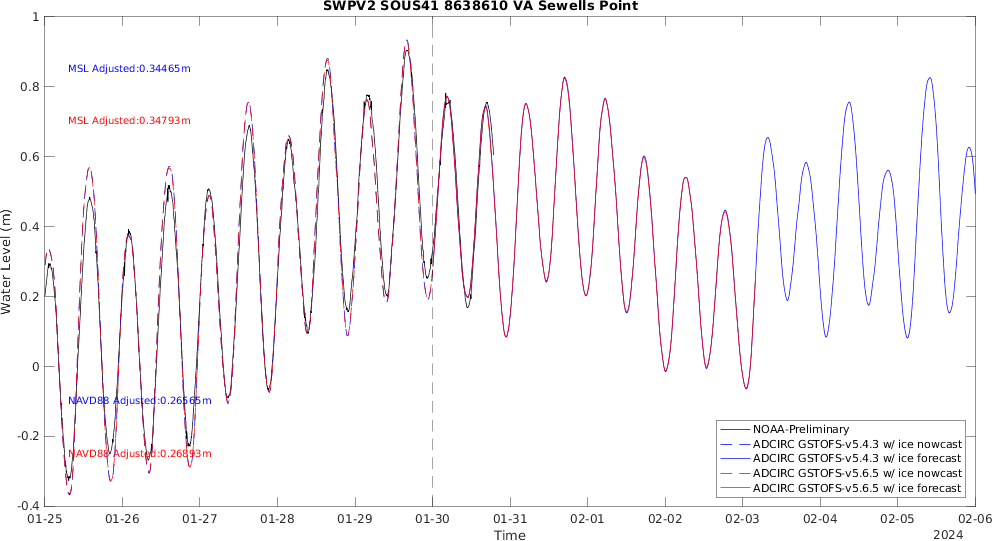 SWPV2 SOUS41 8638610 VA Sewells Point
1
0.8
0.6
0.4
0.2
0
-0.2
-0.4
Water Level (m)
MSL Adjusted:0.34465m
MSL Adjusted:0.34793m
NAVD88 Adjusted:0.26565m
NAVD88 Adjusted:0.26893m
NOAA-Preliminary
ADCIRC GSTOFS-v5.4.3 w/ ice nowcast
ADCIRC GSTOFS-v5.4.3 w/ ice forecast
ADCIRC GSTOFS-v5.6.5 w/ ice nowcast
ADCIRC GSTOFS-v5.6.5 w/ ice forecast
01-25 01-26 01-27 01-28 01-29 01-30 01-31 02-01 02-02 02-03 02-04 02-05 02-06
Time
2024